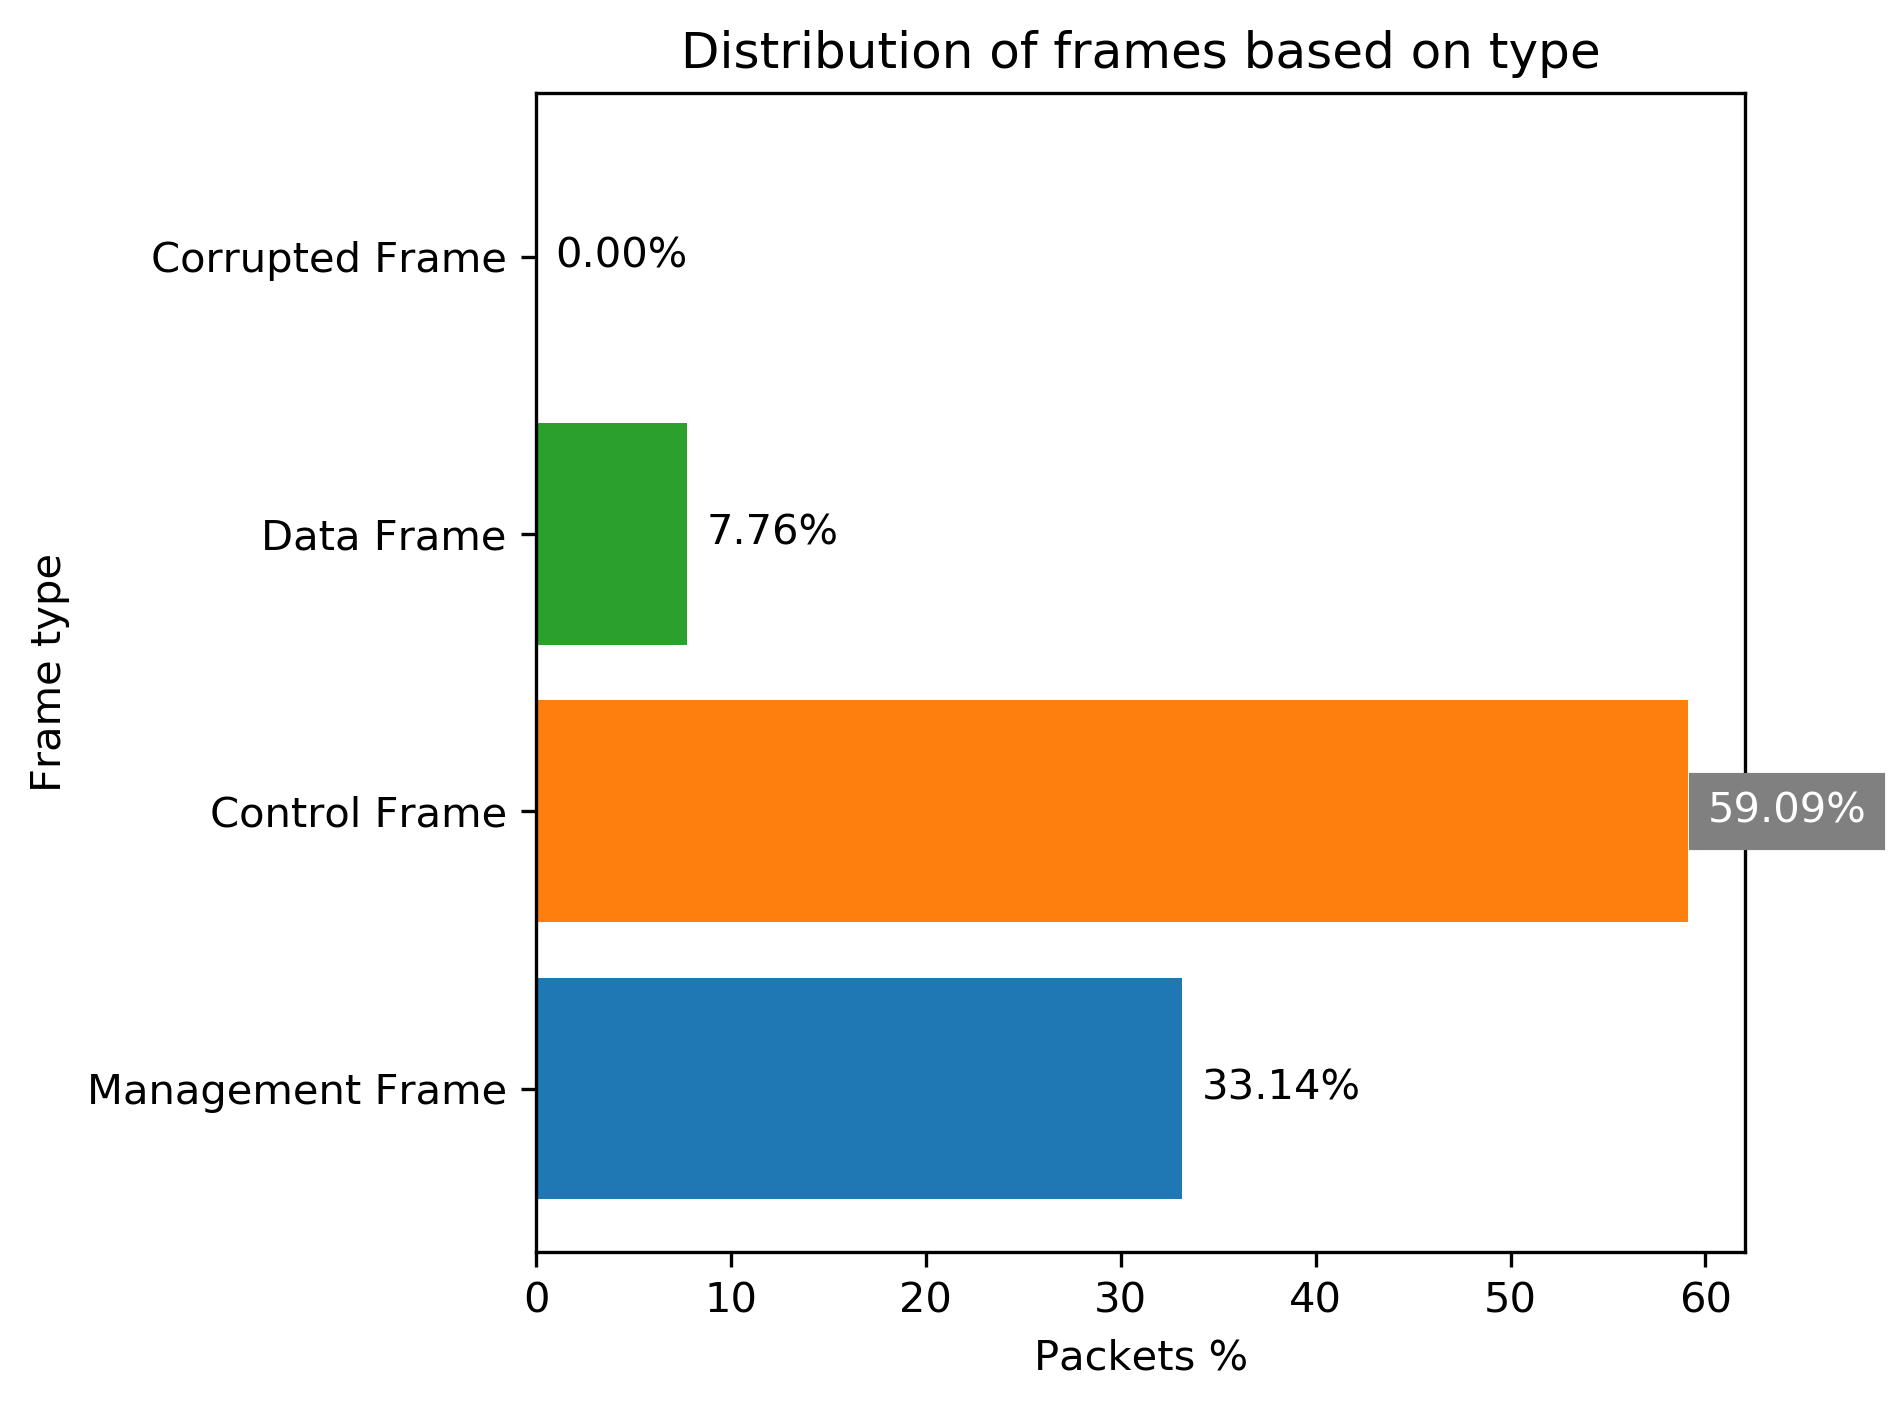 Distribution of frames based on type
Corrupted Frame
0.00%
Data Frame
7.76%
Frame type
Control Frame
59.09%
Management Frame
33.14%
0 10 20 30 40 50 60
Packets %